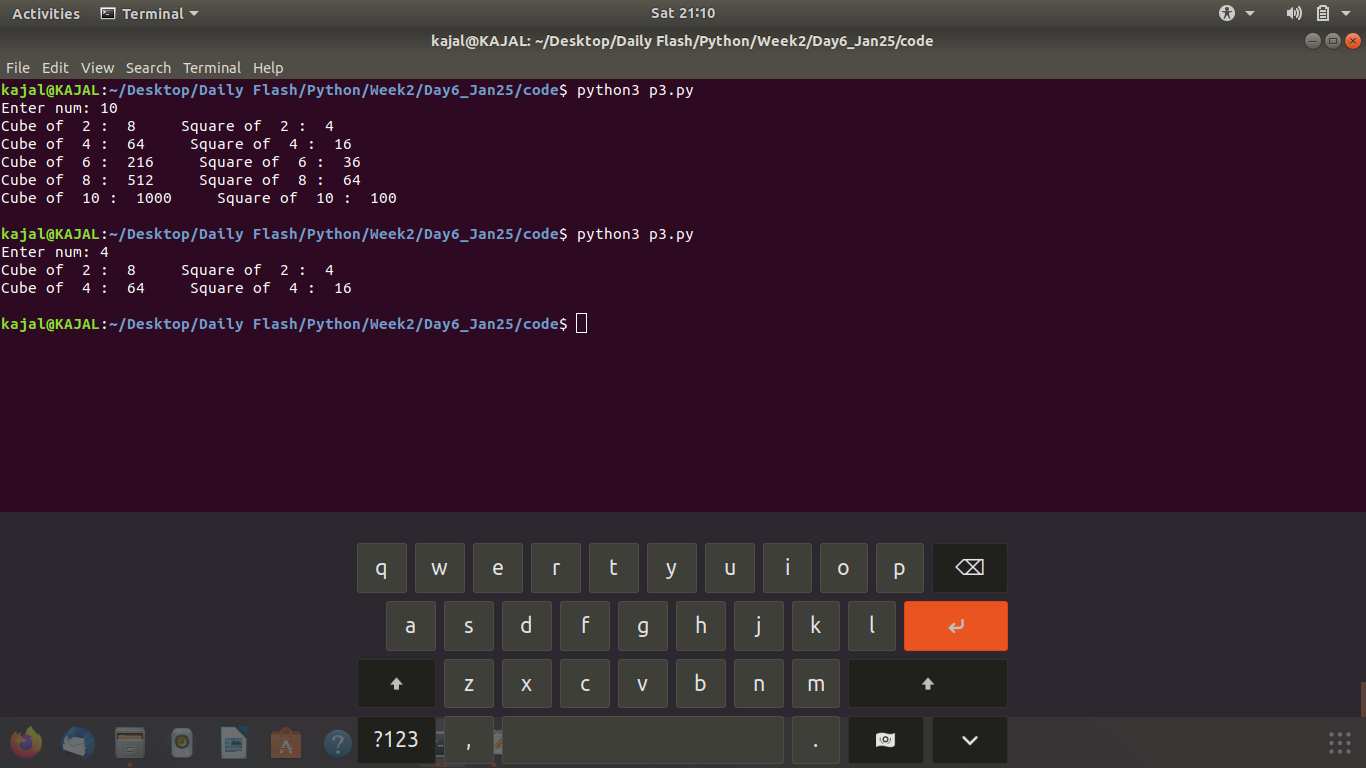 Activities Terminal Sat 21:10
kajal@KAJAL: ~/Desktop/Daily Flash/Python/Week2/Day6_Jan25/code
File Edit View Search Terminal Help
kajal@KAJAL:~/Desktop/Daily Flash/Python/Week2/Day6_Jan25/code$ python3 p3.py
Enter num: 10
Cube of  2 :  8     Square of  2 :  4
Cube of  4 :  64     Square of  4 :  16
Cube of  6 :  216     Square of  6 :  36
Cube of  8 :  512     Square of  8 :  64
Cube of  10 :  1000     Square of  10 :  100
kajal@KAJAL:~/Desktop/Daily Flash/Python/Week2/Day6_Jan25/code$ python3 p3.py
Enter num: 4
Cube of  2 :  8     Square of  2 :  4
Cube of  4 :  64     Square of  4 :  16
kajal@KAJAL:~/Desktop/Daily Flash/Python/Week2/Day6_Jan25/code$
q w e r t y u i o p
a s d f g h j k l
z x c v b n m
?123 , .